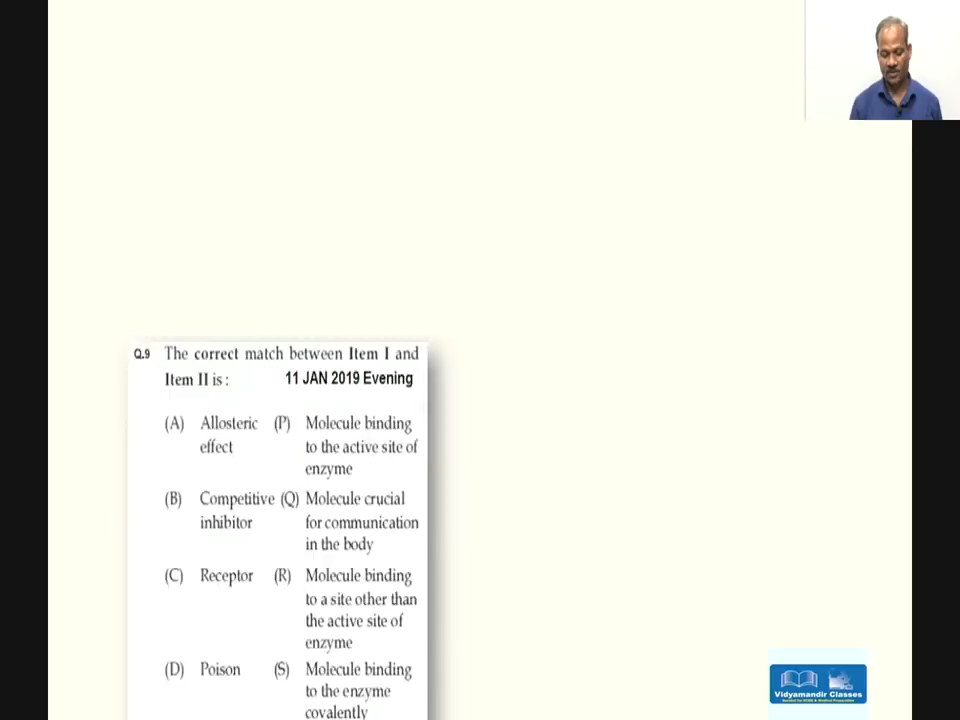 Q.9 The correct match between Item I and
Item II is : 11 JAN 2019 Evening
(A) Allosteric (P) Molecule binding
effect to the active site of
enzyme
(B) Competitive (Q) Molecule crucial
inhibitor for communication
in the body
(C) Receptor (R) Molecule binding
to a site other than
the active site of
enzyme
(D) Poison (S) Molecule binding
to the enzyme
covalently
Vidyamandir Classes